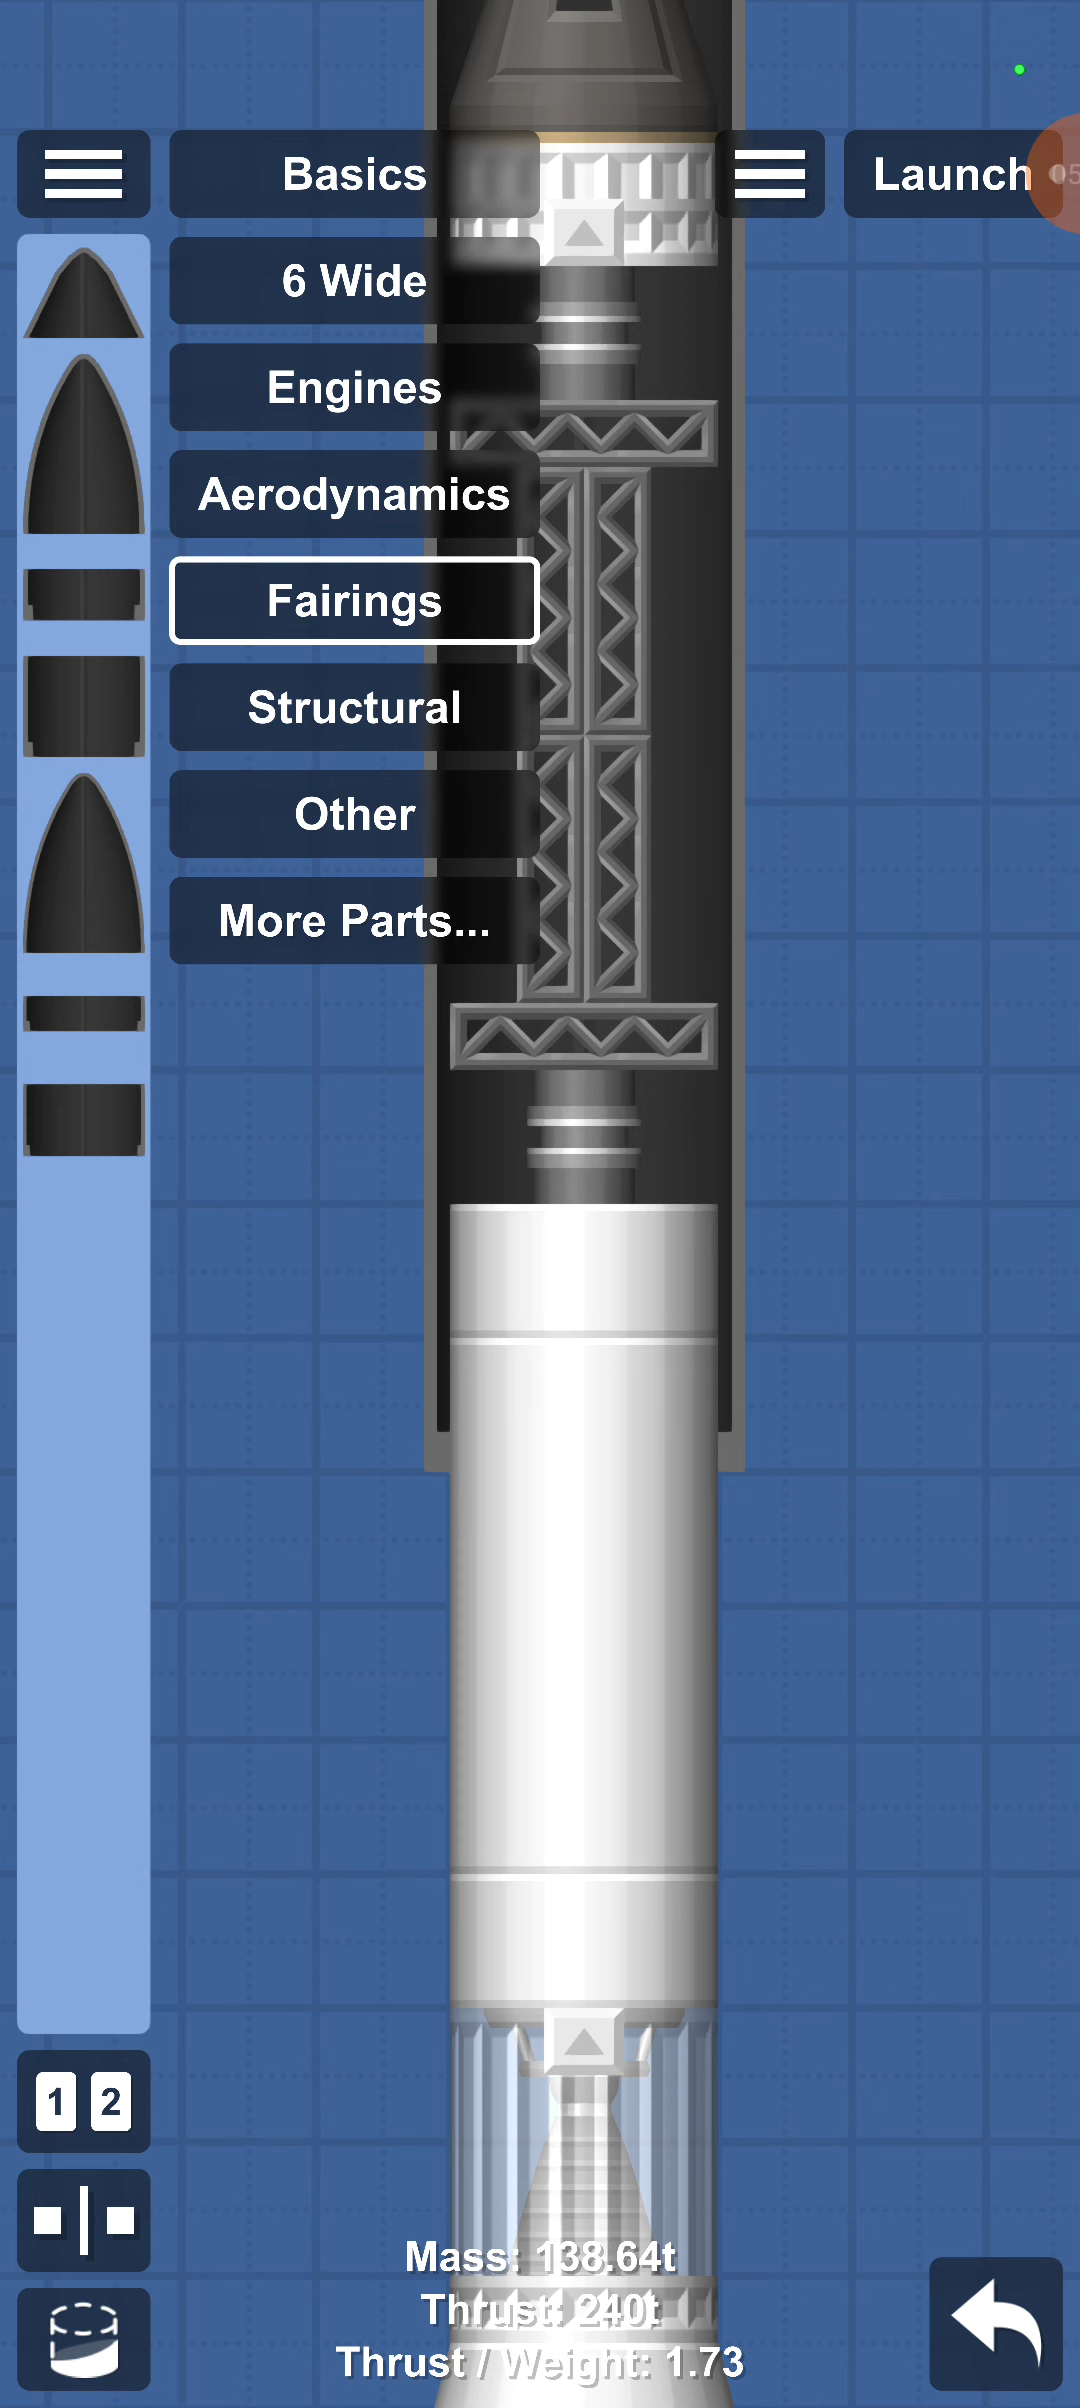 Basics
Launch
05
6 Wide
Engines
Aerodynamics
Fairings
Structural
Other
More Parts...
1 2
Mass: 138.64t
Thrust: 240t
Thrust / Weight: 1.73